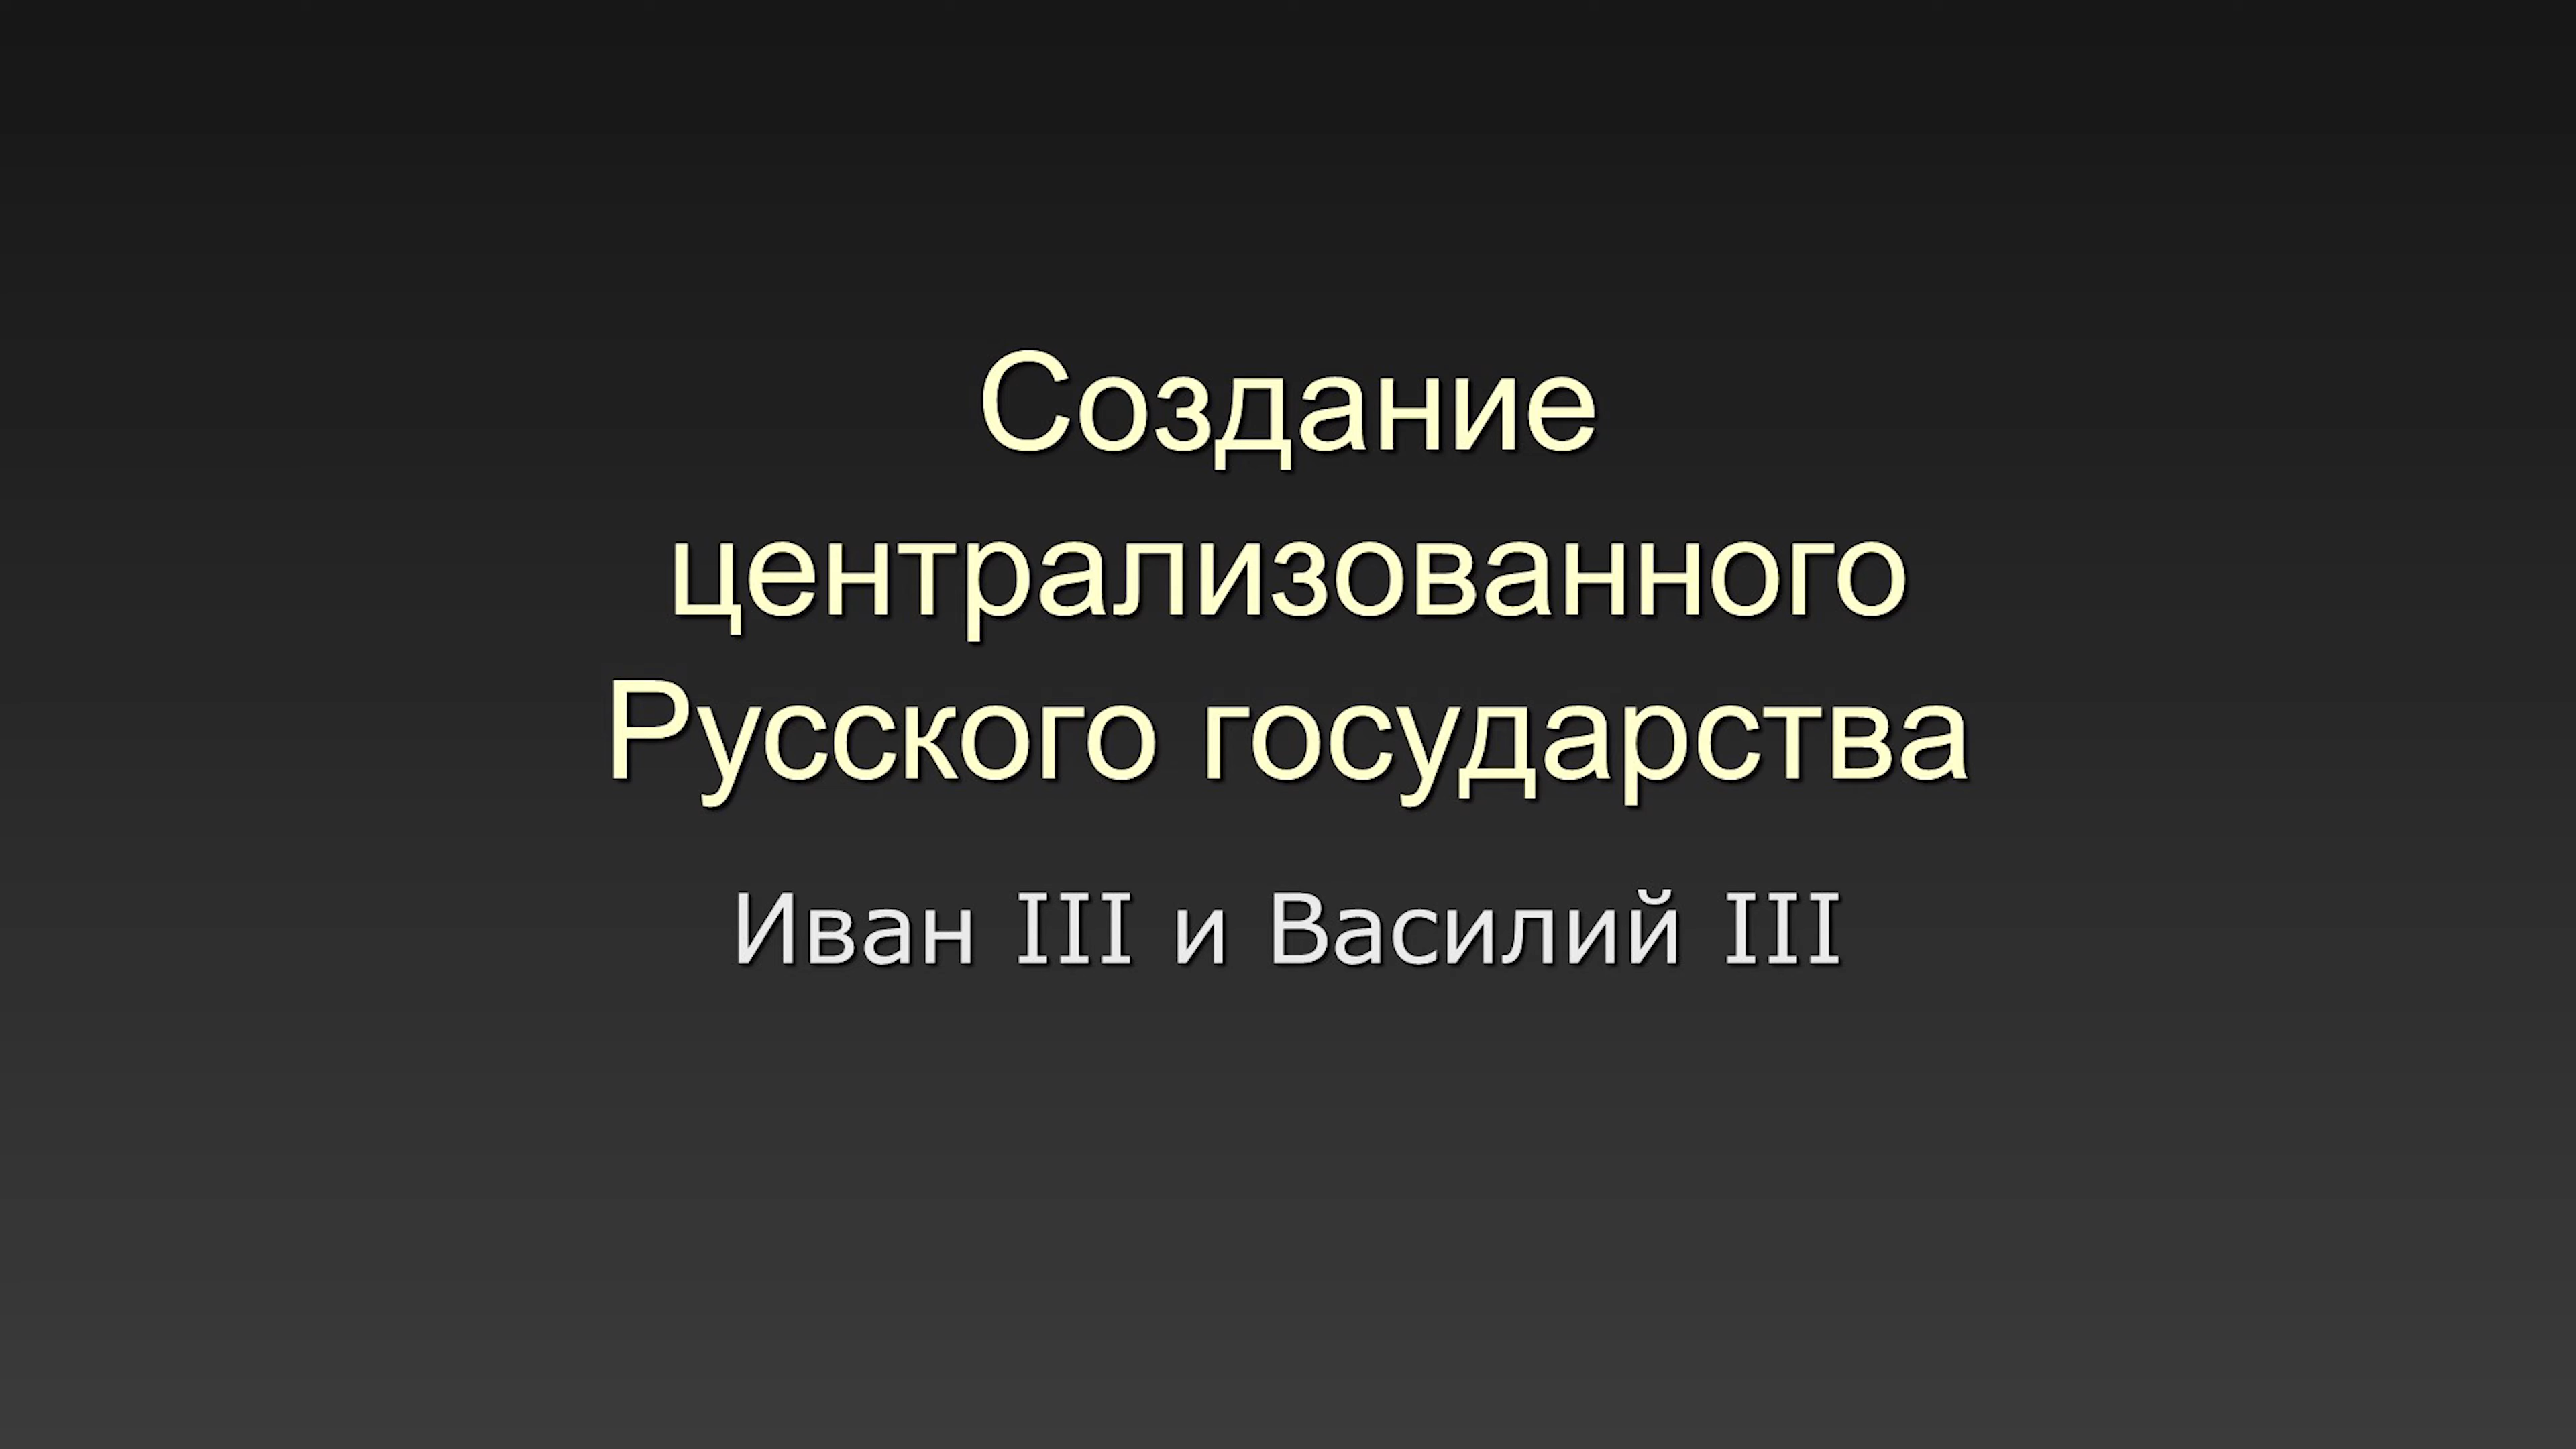 Создание
централизованного
Русского государства
Иван III и Василий III